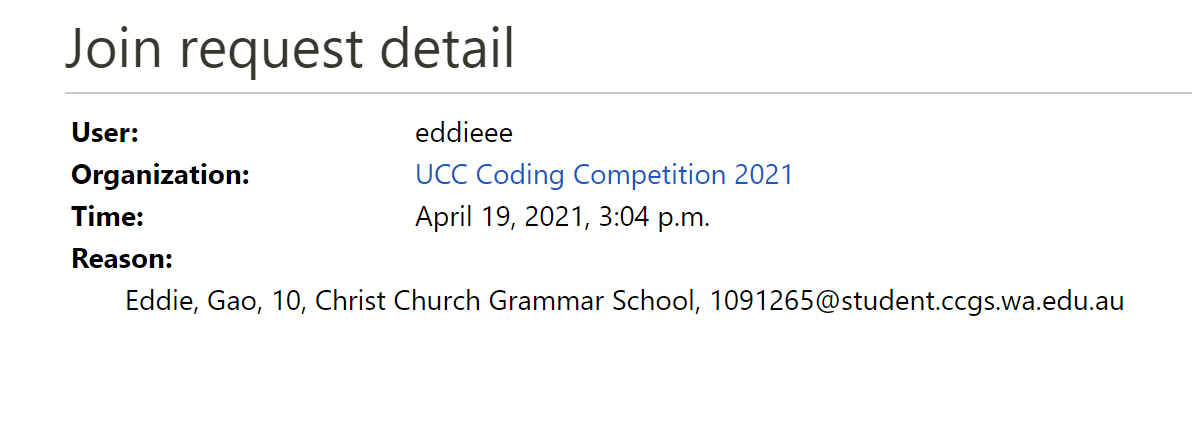 Join request detail
User: eddieee
Organization: UCC Coding Competition 2021
Time: April 19, 2021, 3:04 p.m.
Reason:
Eddie, Gao, 10, Christ Church Grammar School, 1091265@student.ccgs.wa.edu.au